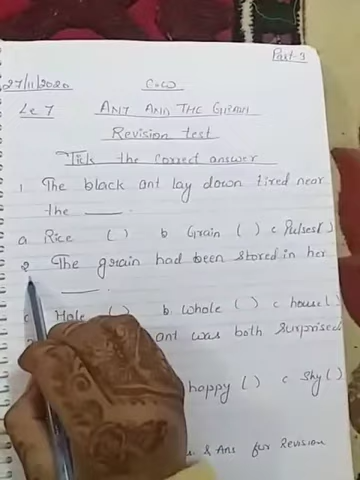 Part-3
27/11/2020 C.W
Le 7 Ant And The Grain
Revision test
Tick the correct answer
1 The black ant lay down tired near
the ____.
a Rice ( ) b Grain ( ) c Pulses( )
2 The grain had been stored in her
____.
Hole ( ) b whole ( ) c house( )
ant was both surprised
happy ( ) c Shy( )
& Ans for Revision